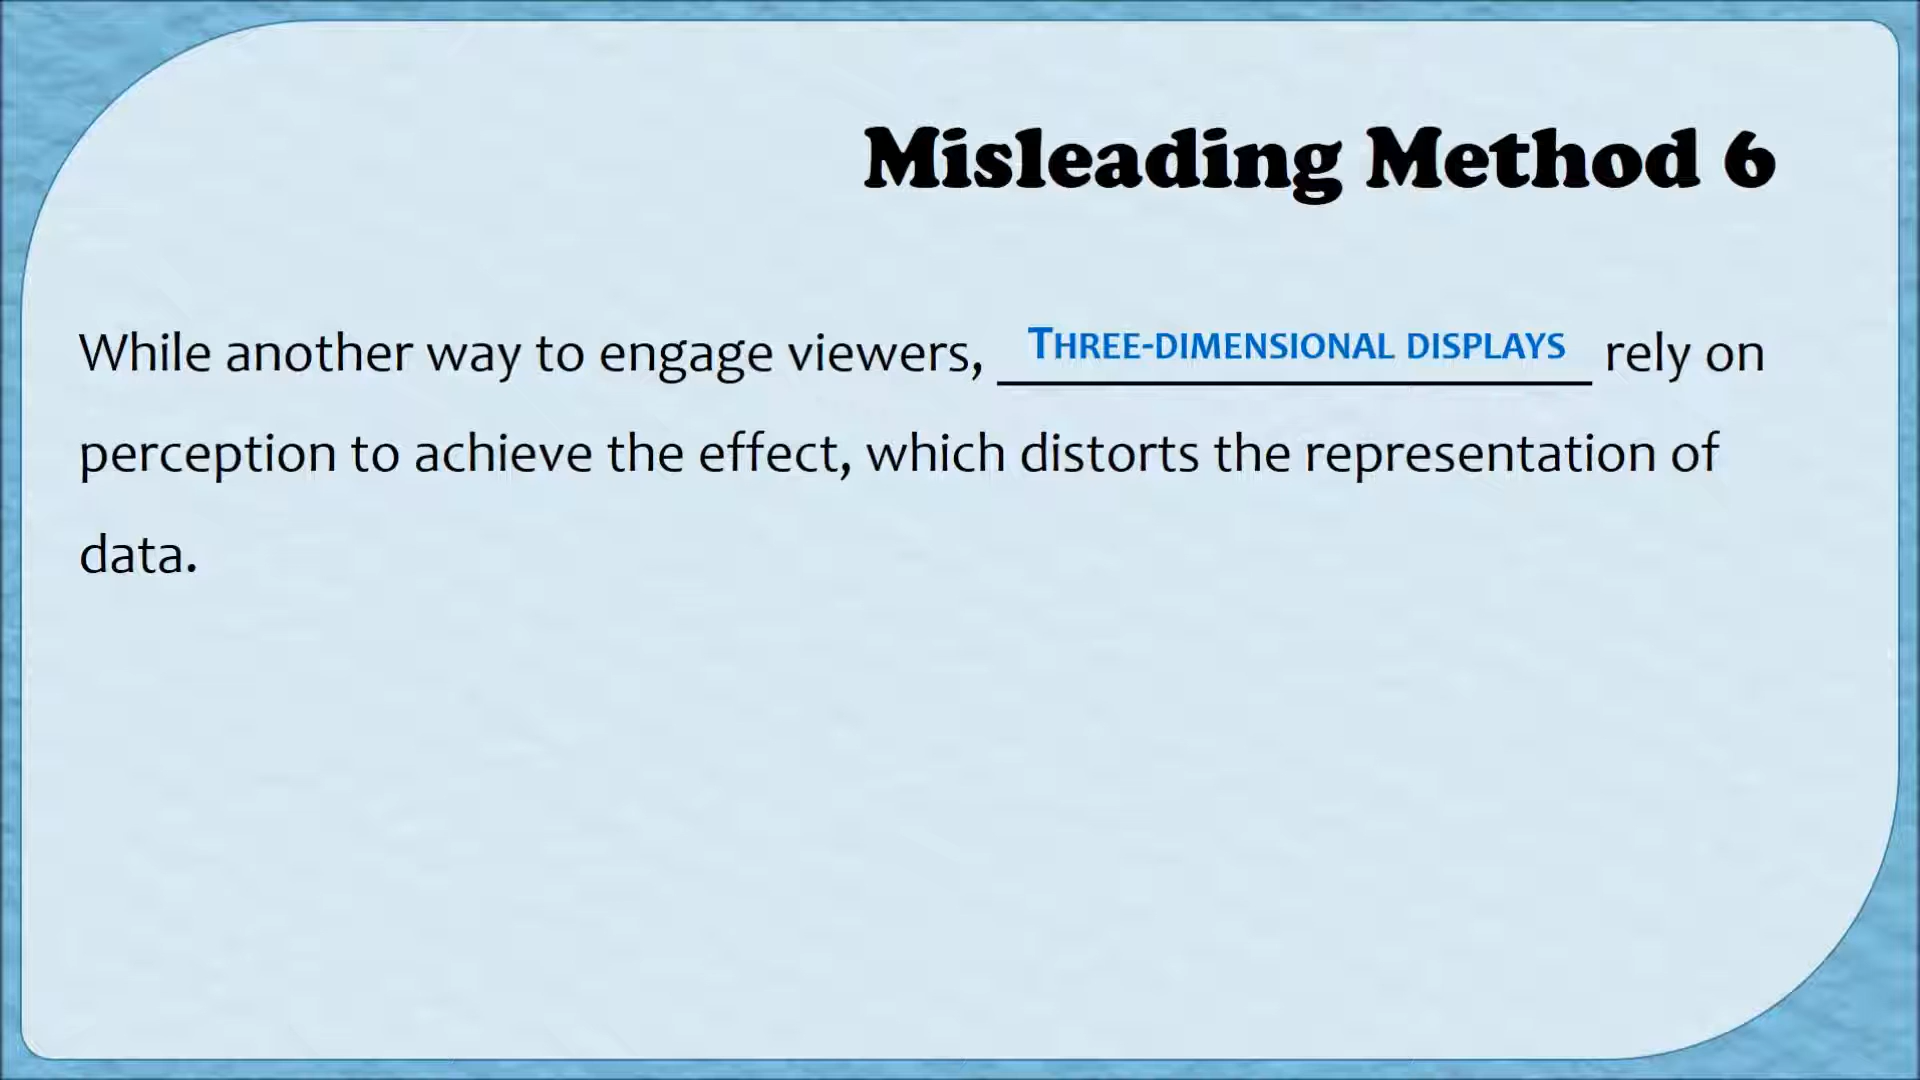 Misleading Method 6
While another way to engage viewers, THREE-DIMENSIONAL DISPLAYS rely on
perception to achieve the effect, which distorts the representation of
data.